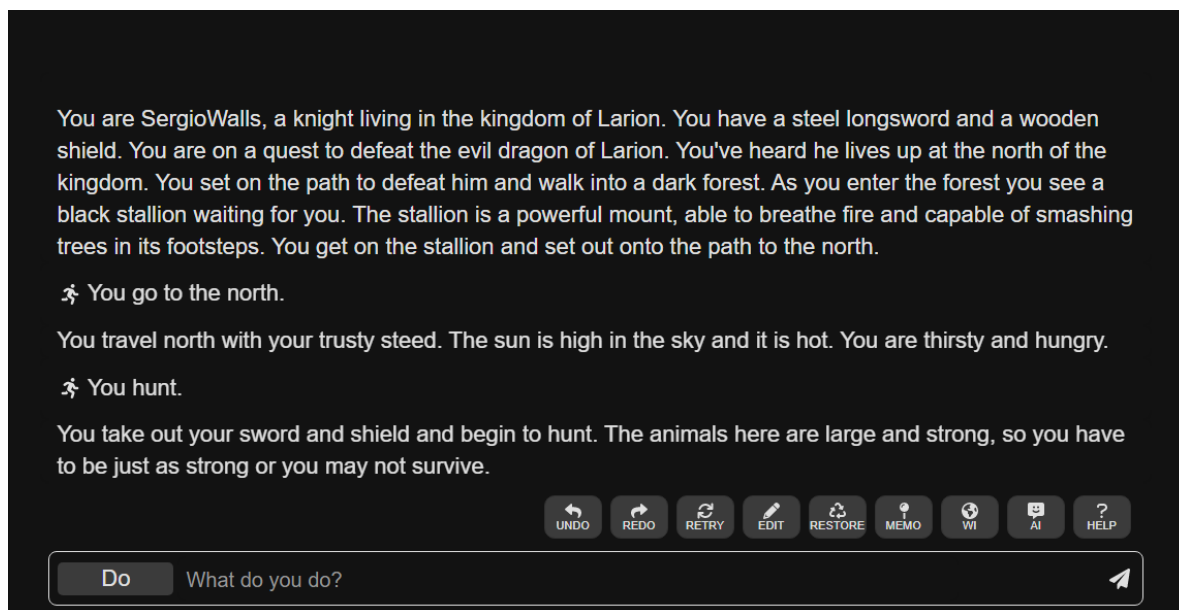 You are SergioWalls, a knight living in the kingdom of Larion. You have a steel longsword and a wooden
shield. You are on a quest to defeat the evil dragon of Larion. You've heard he lives up at the north of the
kingdom. You set on the path to defeat him and walk into a dark forest. As you enter the forest you see a
black stallion waiting for you. The stallion is a powerful mount, able to breathe fire and capable of smashing
trees in its footsteps. You get on the stallion and set out onto the path to the north.
You go to the north.
You travel north with your trusty steed. The sun is high in the sky and it is hot. You are thirsty and hungry.
You hunt.
You take out your sword and shield and begin to hunt. The animals here are large and strong, so you have
to be just as strong or you may not survive.
UNDO REDO RETRY EDIT RESTORE MEMO WI AI ? HELP
Do What do you do?